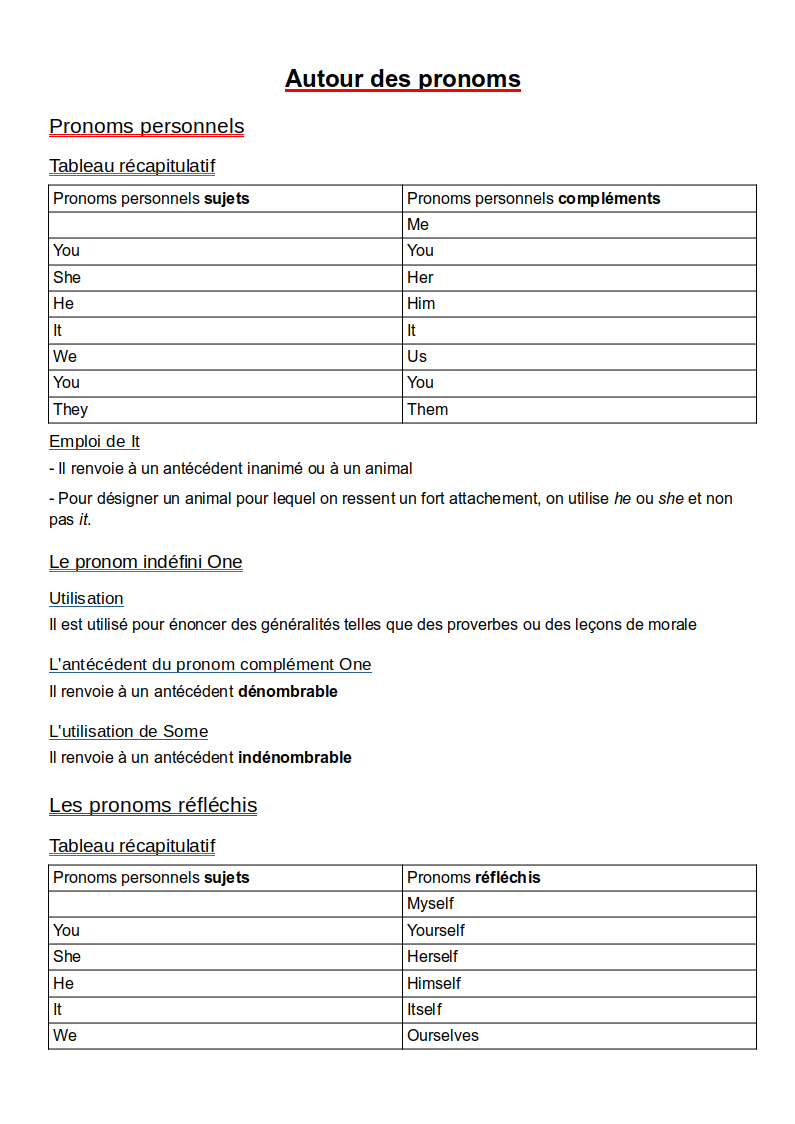 Autour des pronoms
Pronoms personnels
Tableau récapitulatif
Pronoms personnels sujets Pronoms personnels compléments
Me
You You
She Her
He Him
It It
We Us
You You
They Them
Emploi de It
- Il renvoie à un antécédent inanimé ou à un animal
- Pour désigner un animal pour lequel on ressent un fort attachement, on utilise he ou she et non
pas it.
Le pronom indéfini One
Utilisation
Il est utilisé pour énoncer des généralités telles que des proverbes ou des leçons de morale
L'antécédent du pronom complément One
Il renvoie à un antécédent dénombrable
L'utilisation de Some
Il renvoie à un antécédent indénombrable
Les pronoms réfléchis
Tableau récapitulatif
Pronoms personnels sujets Pronoms réfléchis
Myself
You Yourself
She Herself
He Himself
It Itself
We Ourselves